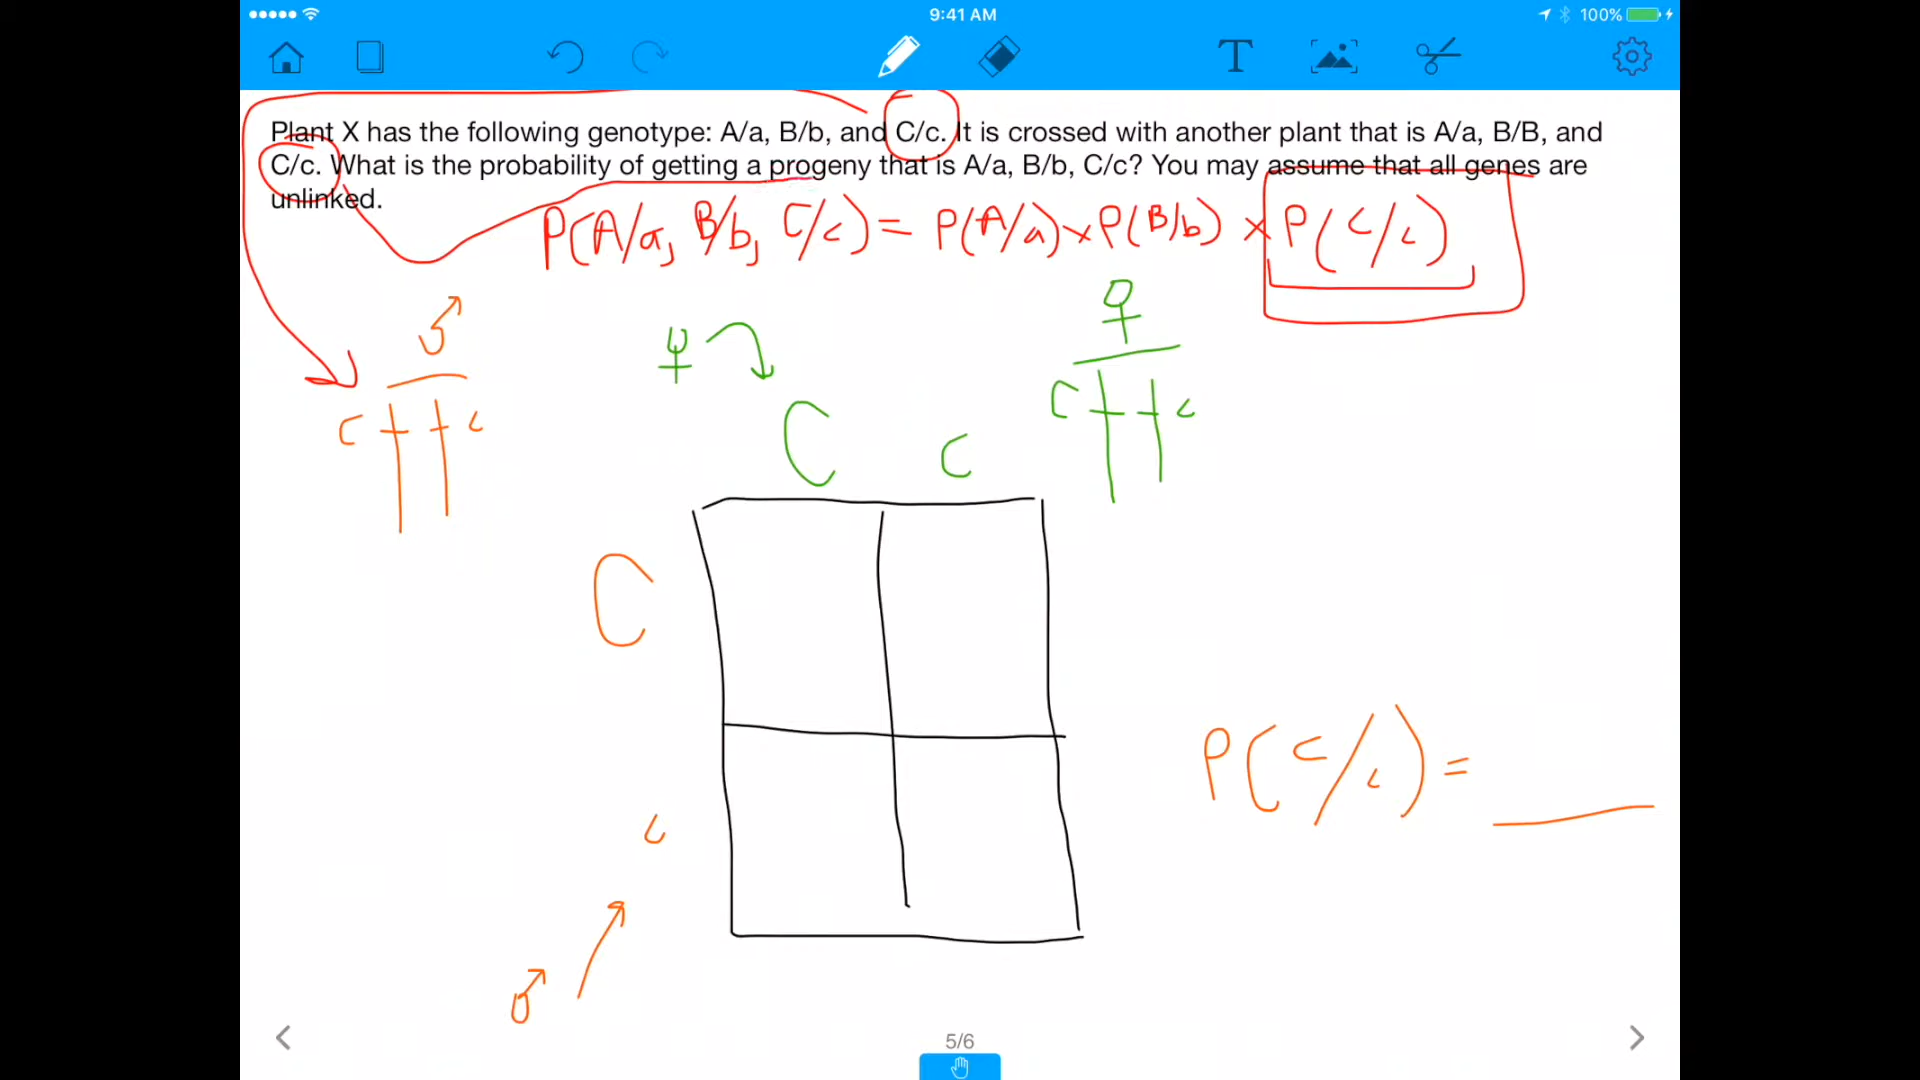 9:41 AM
100%
T
Plant X has the following genotype: A/a, B/b, and C/c. It is crossed with another plant that is A/a, B/B, and
C/c. What is the probability of getting a progeny that is A/a, B/b, C/c? You may assume that all genes are
unlinked.
P(A/a, B/b, C/c) = P(A/a) x P(B/b) x P(C/c)
♂
♀
♀
C c
C c
C c
C
P(C/c) = ____
c
♂
5/6